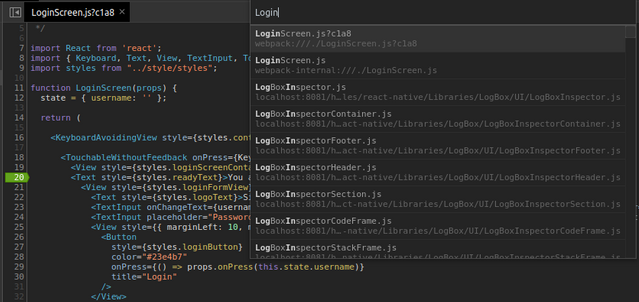 LoginScreen.js?c1a8 ×
Login
5
6 */
7
8 import React from 'react';
import { Keyboard, Text, View, TextInput, To
9 import styles from "../style/styles";
10
11 function LoginScreen(props) {
12 state = { username: '' };
13
14 return (
15
16 <KeyboardAvoidingView style={styles.cont
17
18 <TouchableWithoutFeedback onPress={Key
19 <View style={styles.loginScreenConta
20 <Text style={styles.readyText}>You a
21 <View style={styles.loginFormView}
22 <Text style={styles.logoText}>Si
23 <TextInput onChangeText={usernam
24 <TextInput placeholder="Password
25 <View style={{ marginLeft: 10, m
26 <Button
27 style={styles.loginButton}
28 color="#23e4b7"
29 onPress={() => props.onPress(this.state.username)}
30 title="Login"
31 />
32 </View>
LoginScreen.js?c1a8
webpack:///./LoginScreen.js?c1a8
LoginScreen.js
webpack-internal:///./LoginScreen.js
LogBoxInspector.js
localhost:8081/h…les/react-native/Libraries/LogBox/UI/LogBoxInspector.js
LogBoxInspectorContainer.js
localhost:8081/h…act-native/Libraries/LogBox/LogBoxInspectorContainer.js
LogBoxInspectorFooter.js
localhost:8081/h…act-native/Libraries/LogBox/UI/LogBoxInspectorFooter.js
LogBoxInspectorHeader.js
localhost:8081/h…act-native/Libraries/LogBox/UI/LogBoxInspectorHeader.js
LogBoxInspectorSection.js
localhost:8081/h…ct-native/Libraries/LogBox/UI/LogBoxInspectorSection.js
LogBoxInspectorCodeFrame.js
localhost:8081/h…-native/Libraries/LogBox/UI/LogBoxInspectorCodeFrame.js
LogBoxInspectorStackFrame.js